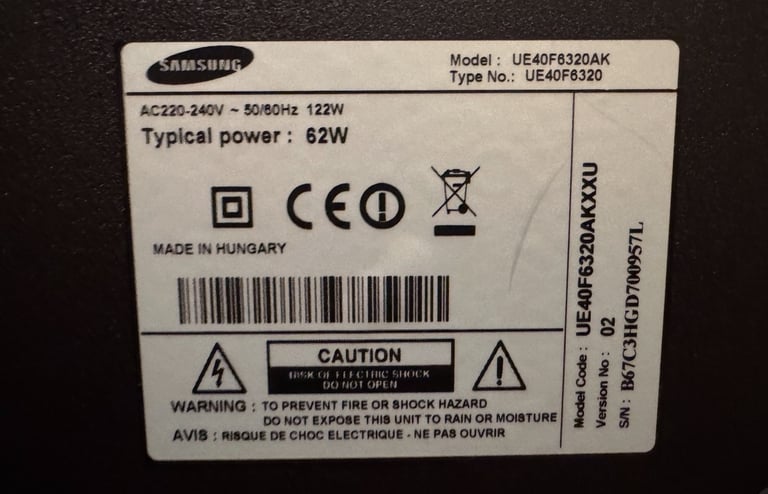 SAMSUNG
Model : UE40F6320AK
Type No.: UE40F6320
AC220-240V ~ 50/60Hz 122W
Typical power : 62W
MADE IN HUNGARY
CAUTION
RISK OF ELECTRIC SHOCK
DO NOT OPEN
WARNING : TO PREVENT FIRE OR SHOCK HAZARD
DO NOT EXPOSE THIS UNIT TO RAIN OR MOISTURE
AVIS : RISQUE DE CHOC ELECTRIQUE - NE PAS OUVRIR
Model Code : UE40F6320AKXXU
Version No : 02
S/N : B67C3HGD700957L